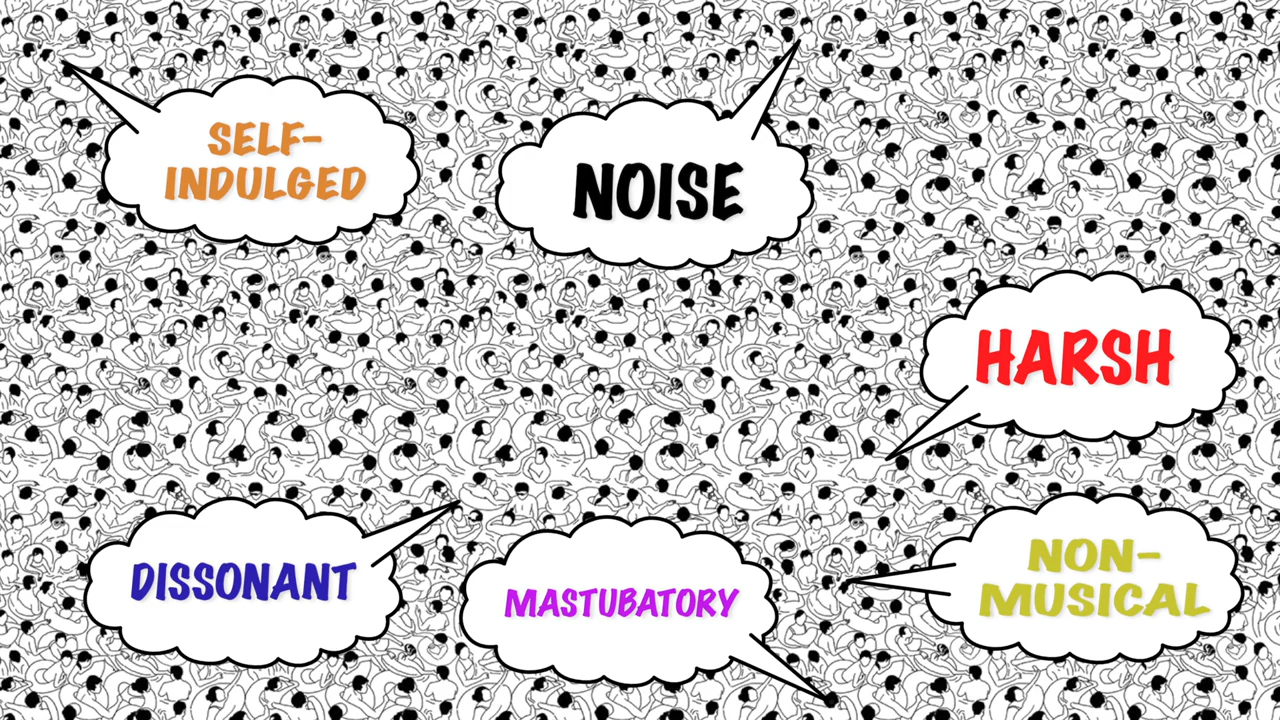 SELF-
INDULGED
NOISE
HARSH
DISSONANT
MASTUBATORY
NON-
MUSICAL